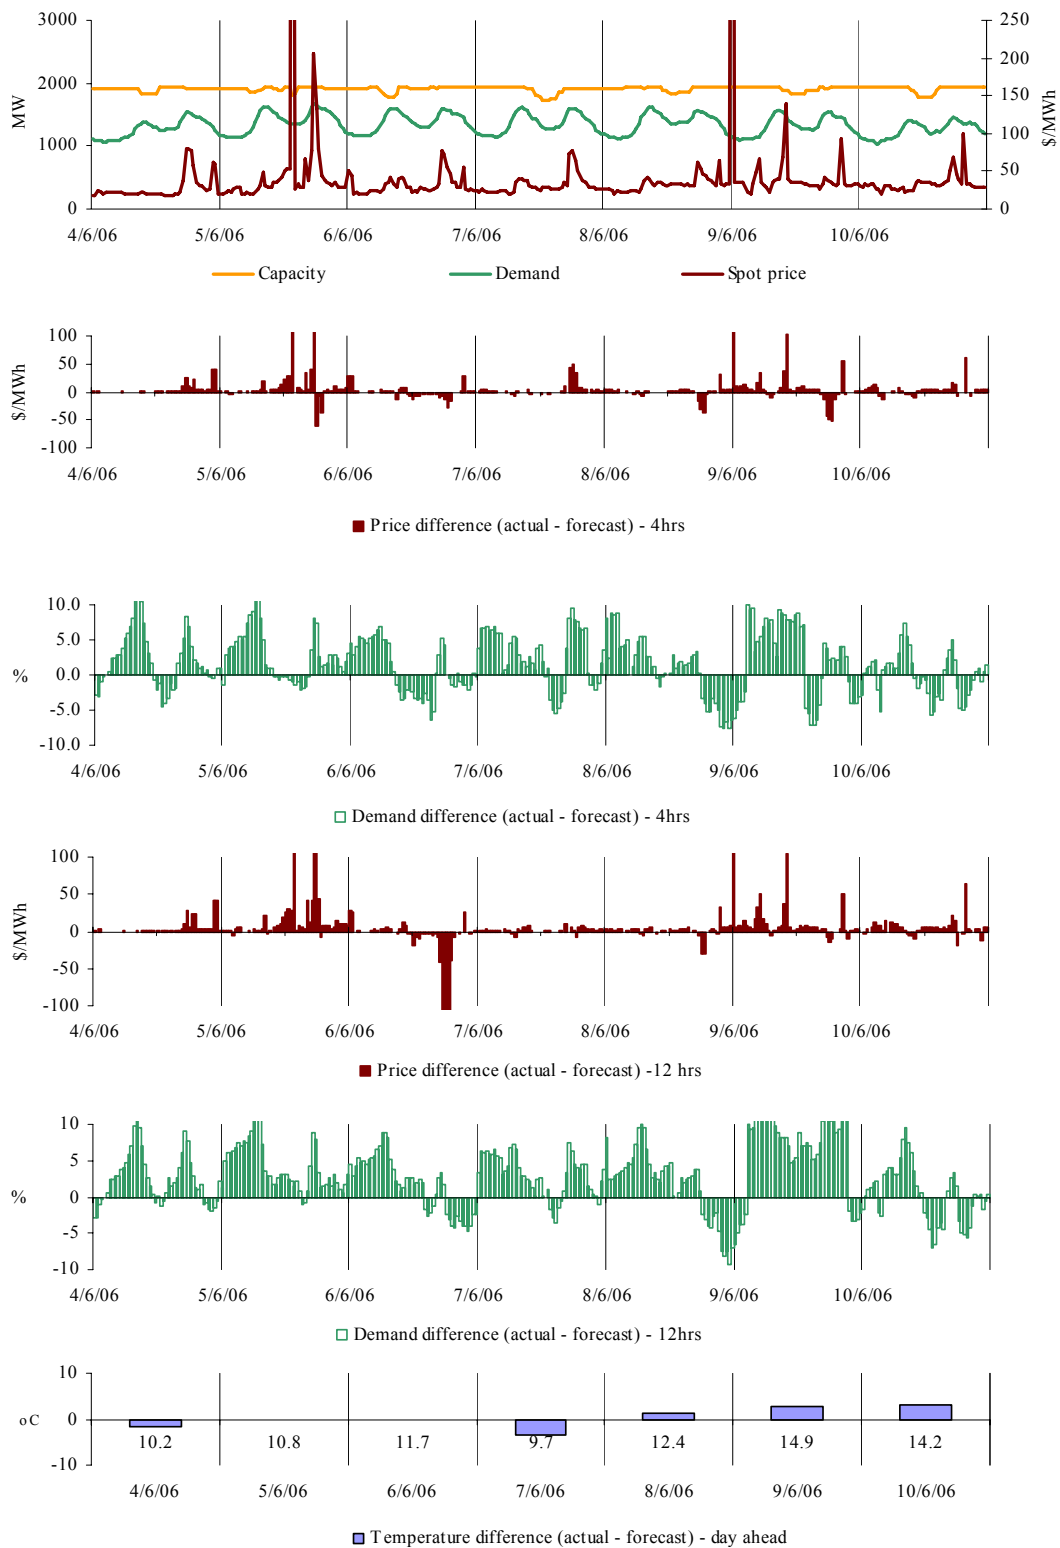 3000 250
200
2000 150
MW $/MWh
1000 100
50
0 0
4/6/06 5/6/06 6/6/06 7/6/06 8/6/06 9/6/06 10/6/06
Capacity Demand Spot price
100
50
$/MWh 0
-50
-100
4/6/06 5/6/06 6/6/06 7/6/06 8/6/06 9/6/06 10/6/06
Price difference (actual - forecast) - 4hrs
10.0
5.0
% 0.0
-5.0
-10.0
4/6/06 5/6/06 6/6/06 7/6/06 8/6/06 9/6/06 10/6/06
Demand difference (actual - forecast) - 4hrs
100
50
$/MWh 0
-50
-100
4/6/06 5/6/06 6/6/06 7/6/06 8/6/06 9/6/06 10/6/06
Price difference (actual - forecast) -12 hrs
10
5
% 0
-5
-10
4/6/06 5/6/06 6/6/06 7/6/06 8/6/06 9/6/06 10/6/06
Demand difference (actual - forecast) - 12hrs
10
oC 0
10.2 10.8 11.7 9.7 12.4 14.9 14.2
-10
4/6/06 5/6/06 6/6/06 7/6/06 8/6/06 9/6/06 10/6/06
Temperature difference (actual - forecast) - day ahead